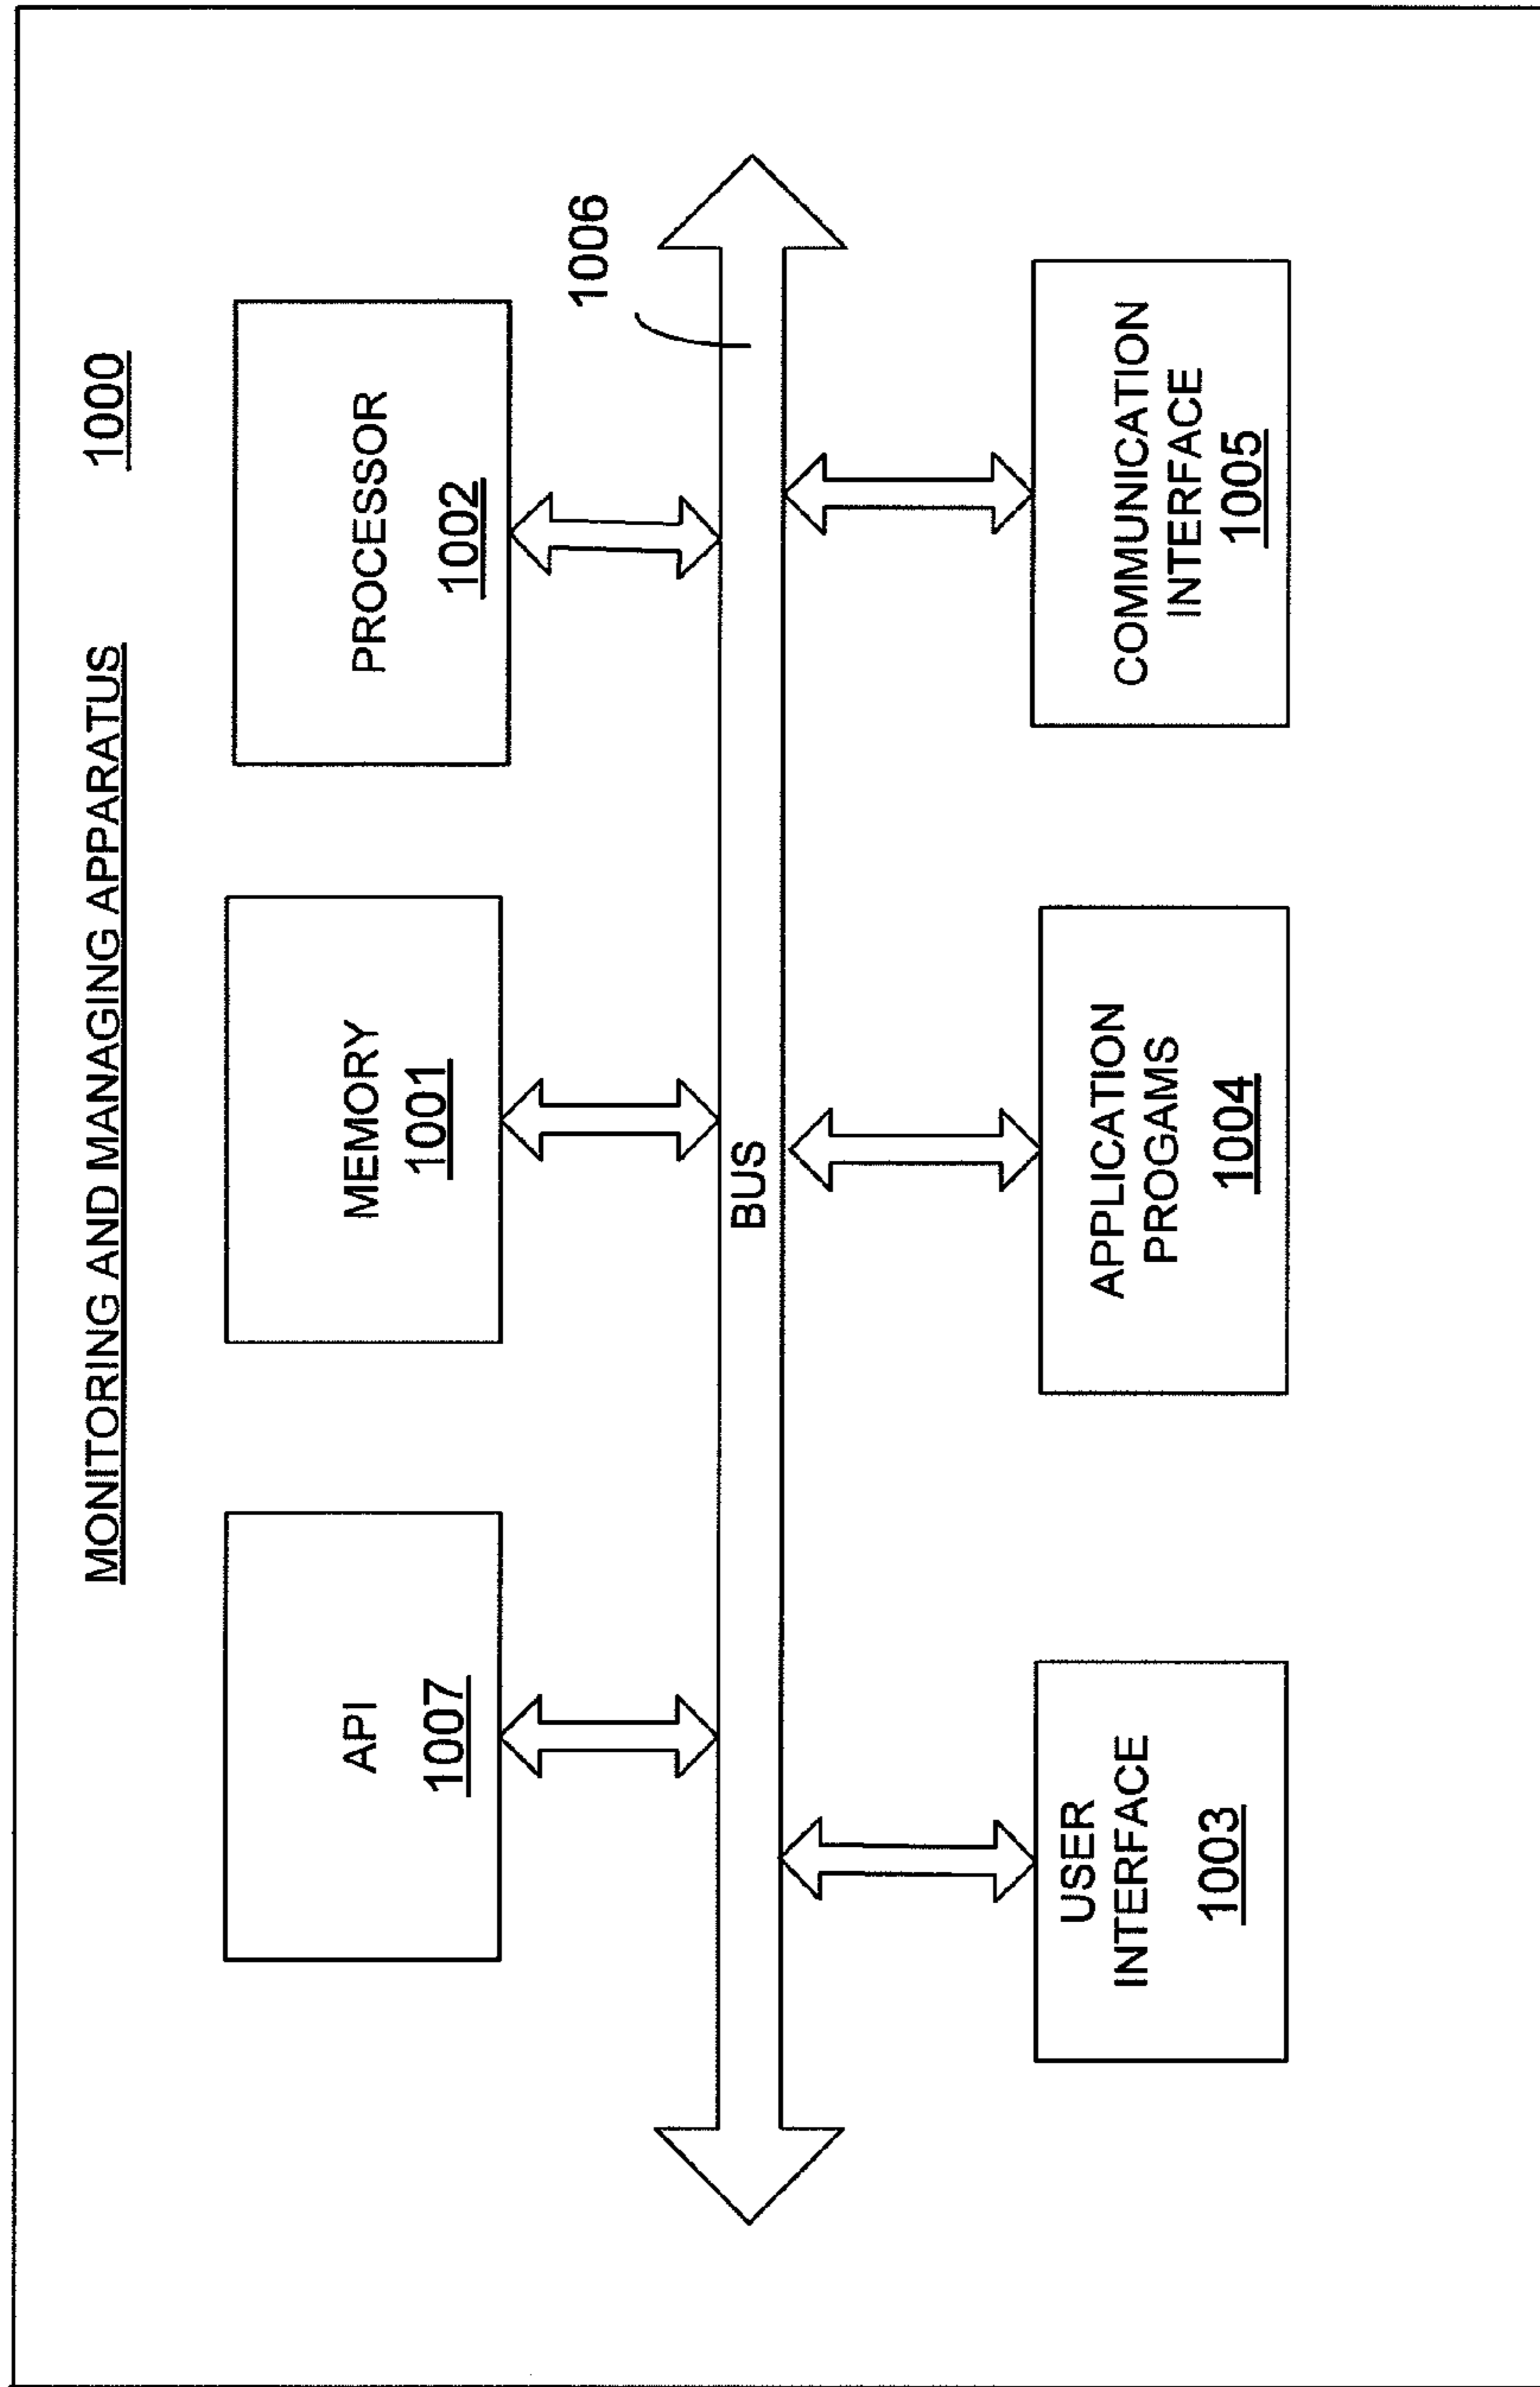 MONITORING AND MANAGING APPARATUS 1000
API
1007
MEMORY
1001
PROCESSOR
1002
1006
BUS
USER
INTERFACE
1003
APPLICATION
PROGAMS
1004
COMMUNICATION
INTERFACE
1005